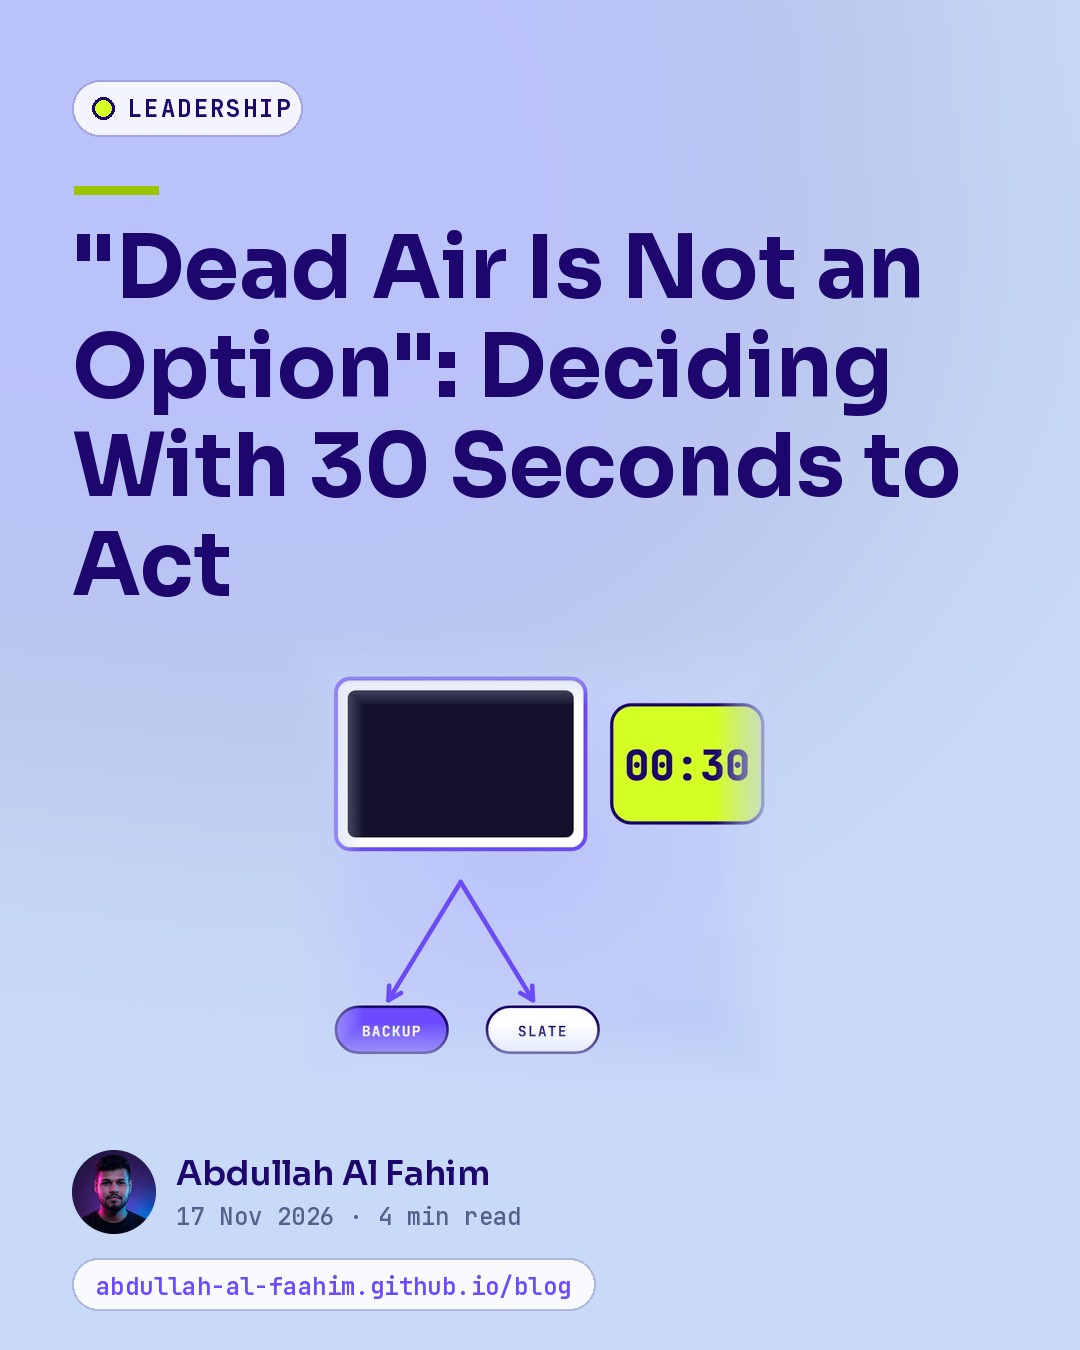 LEADERSHIP
"Dead Air Is Not an
Option": Deciding
With 30 Seconds to
Act
00:30
BACKUP
SLATE
Abdullah Al Fahim
17 Nov 2026 · 4 min read
abdullah-al-faahim.github.io/blog